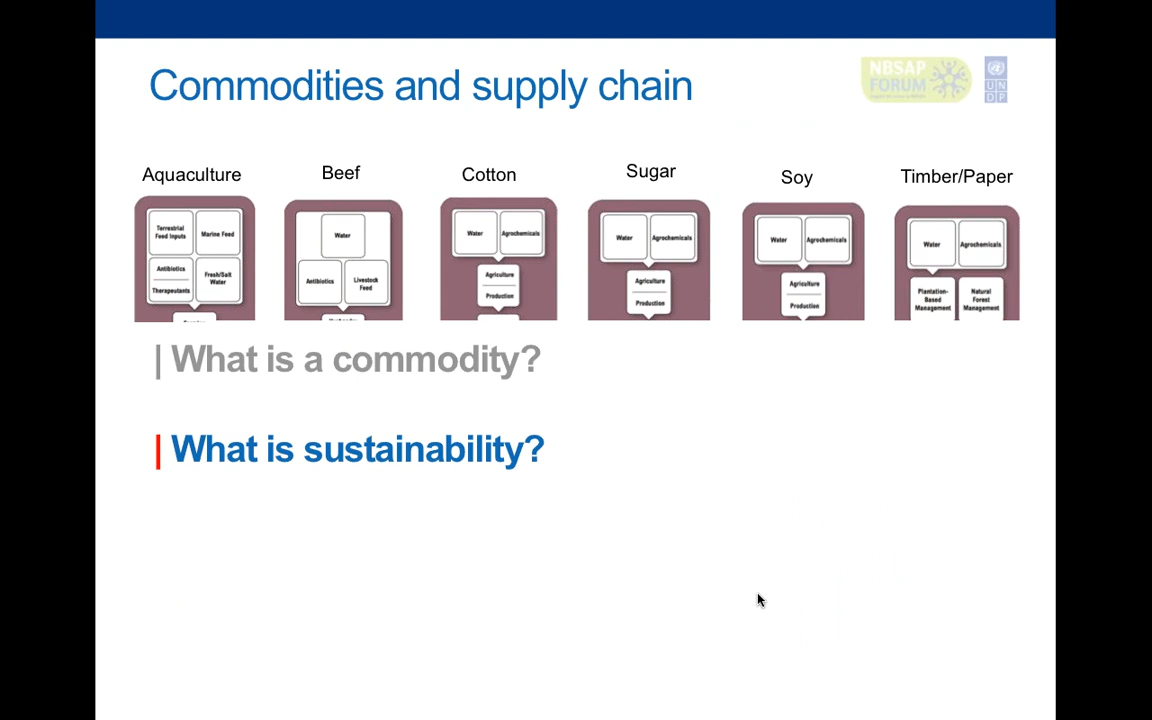 Commodities and supply chain
NBSAP
FORUM
UN
DP
Aquaculture
Beef
Cotton
Sugar
Soy
Timber/Paper
Terrestrial
Feed Inputs
Marine Feed
Antibiotics
Therapeutants
Fresh/Salt
Water
Water
Antibiotics
Livestock
Feed
Water
Agrochemicals
Agriculture
Production
Water
Agrochemicals
Agriculture
Production
Water
Agrochemicals
Agriculture
Production
Water
Agrochemicals
Plantation-
Based
Management
Natural
Forest
Management
| What is a commodity?
| What is sustainability?